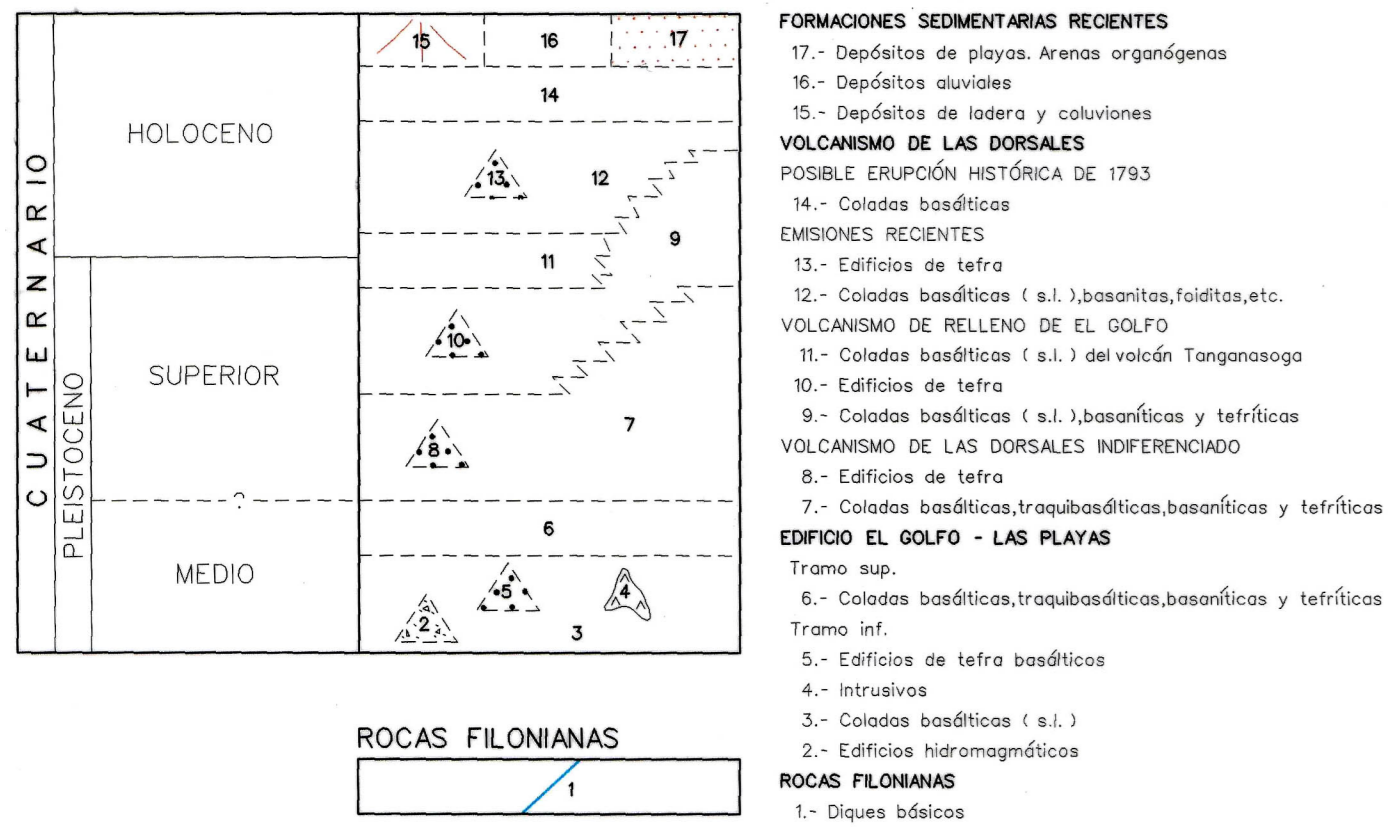 CUATERNARIO
PLEISTOCENO
HOLOCENO
SUPERIOR
?
MEDIO
15 16 17
14
13 12
9
11
10
8 7
6
5 4
2 3
ROCAS FILONIANAS
1
FORMACIONES SEDIMENTARIAS RECIENTES
17.- Depósitos de playas. Arenas organógenas
16.- Depósitos aluviales
15.- Depósitos de ladera y coluviones
VOLCANISMO DE LAS DORSALES
POSIBLE ERUPCIÓN HISTÓRICA DE 1793
14.- Coladas basálticas
EMISIONES RECIENTES
13.- Edificios de tefra
12.- Coladas basálticas ( s.l. ),basanitas,foiditas,etc.
VOLCANISMO DE RELLENO DE EL GOLFO
11.- Coladas basálticas ( s.l. ) del volcán Tanganasoga
10.- Edificios de tefra
9.- Coladas basálticas ( s.l. ),basaníticas y tefríticas
VOLCANISMO DE LAS DORSALES INDIFERENCIADO
8.- Edificios de tefra
7.- Coladas basálticas,traquibasálticas,basaníticas y tefríticas
EDIFICIO EL GOLFO - LAS PLAYAS
Tramo sup.
6.- Coladas basálticas,traquibasálticas,basaníticas y tefríticas
Tramo inf.
5.- Edificios de tefra basálticos
4.- Intrusivos
3.- Coladas basálticas ( s.l. )
2.- Edificios hidromagmáticos
ROCAS FILONIANAS
1.- Diques básicos